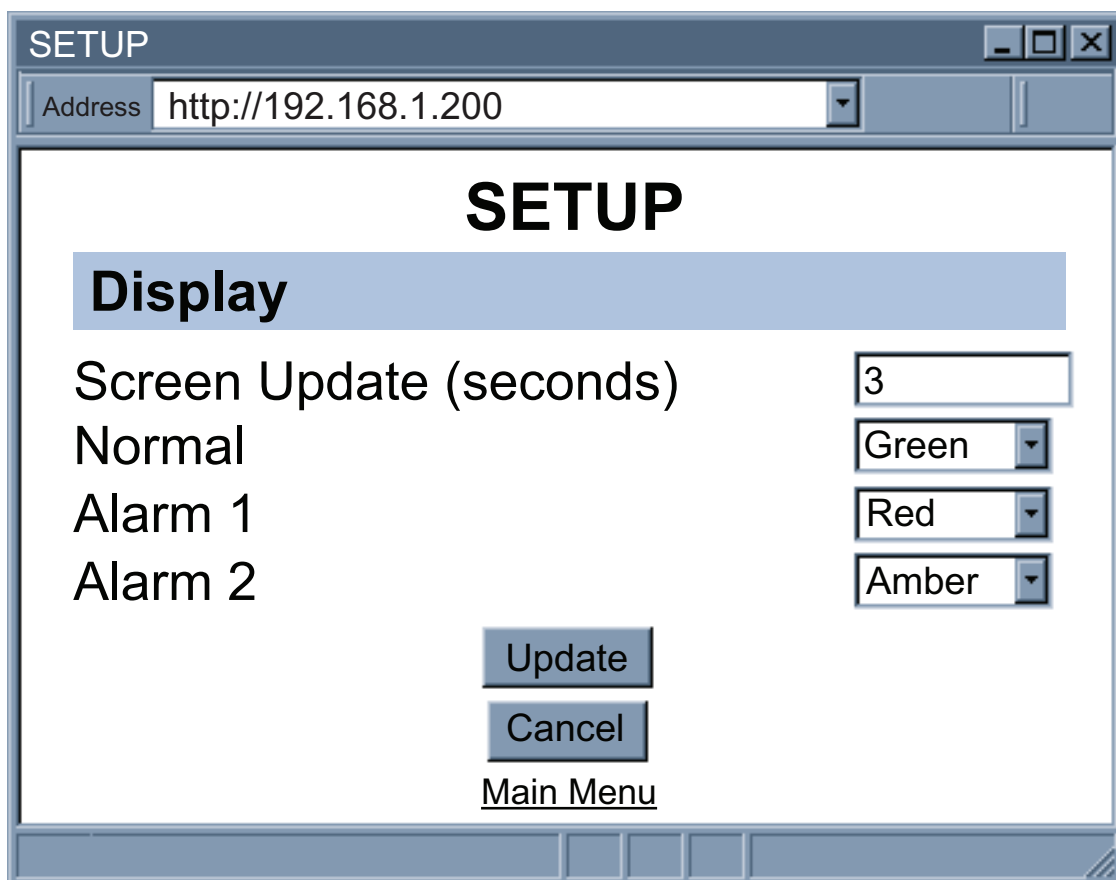 SETUP
Address http://192.168.1.200
SETUP
Display
Screen Update (seconds) 3
Normal Green
Alarm 1 Red
Alarm 2 Amber
Update
Cancel
Main Menu